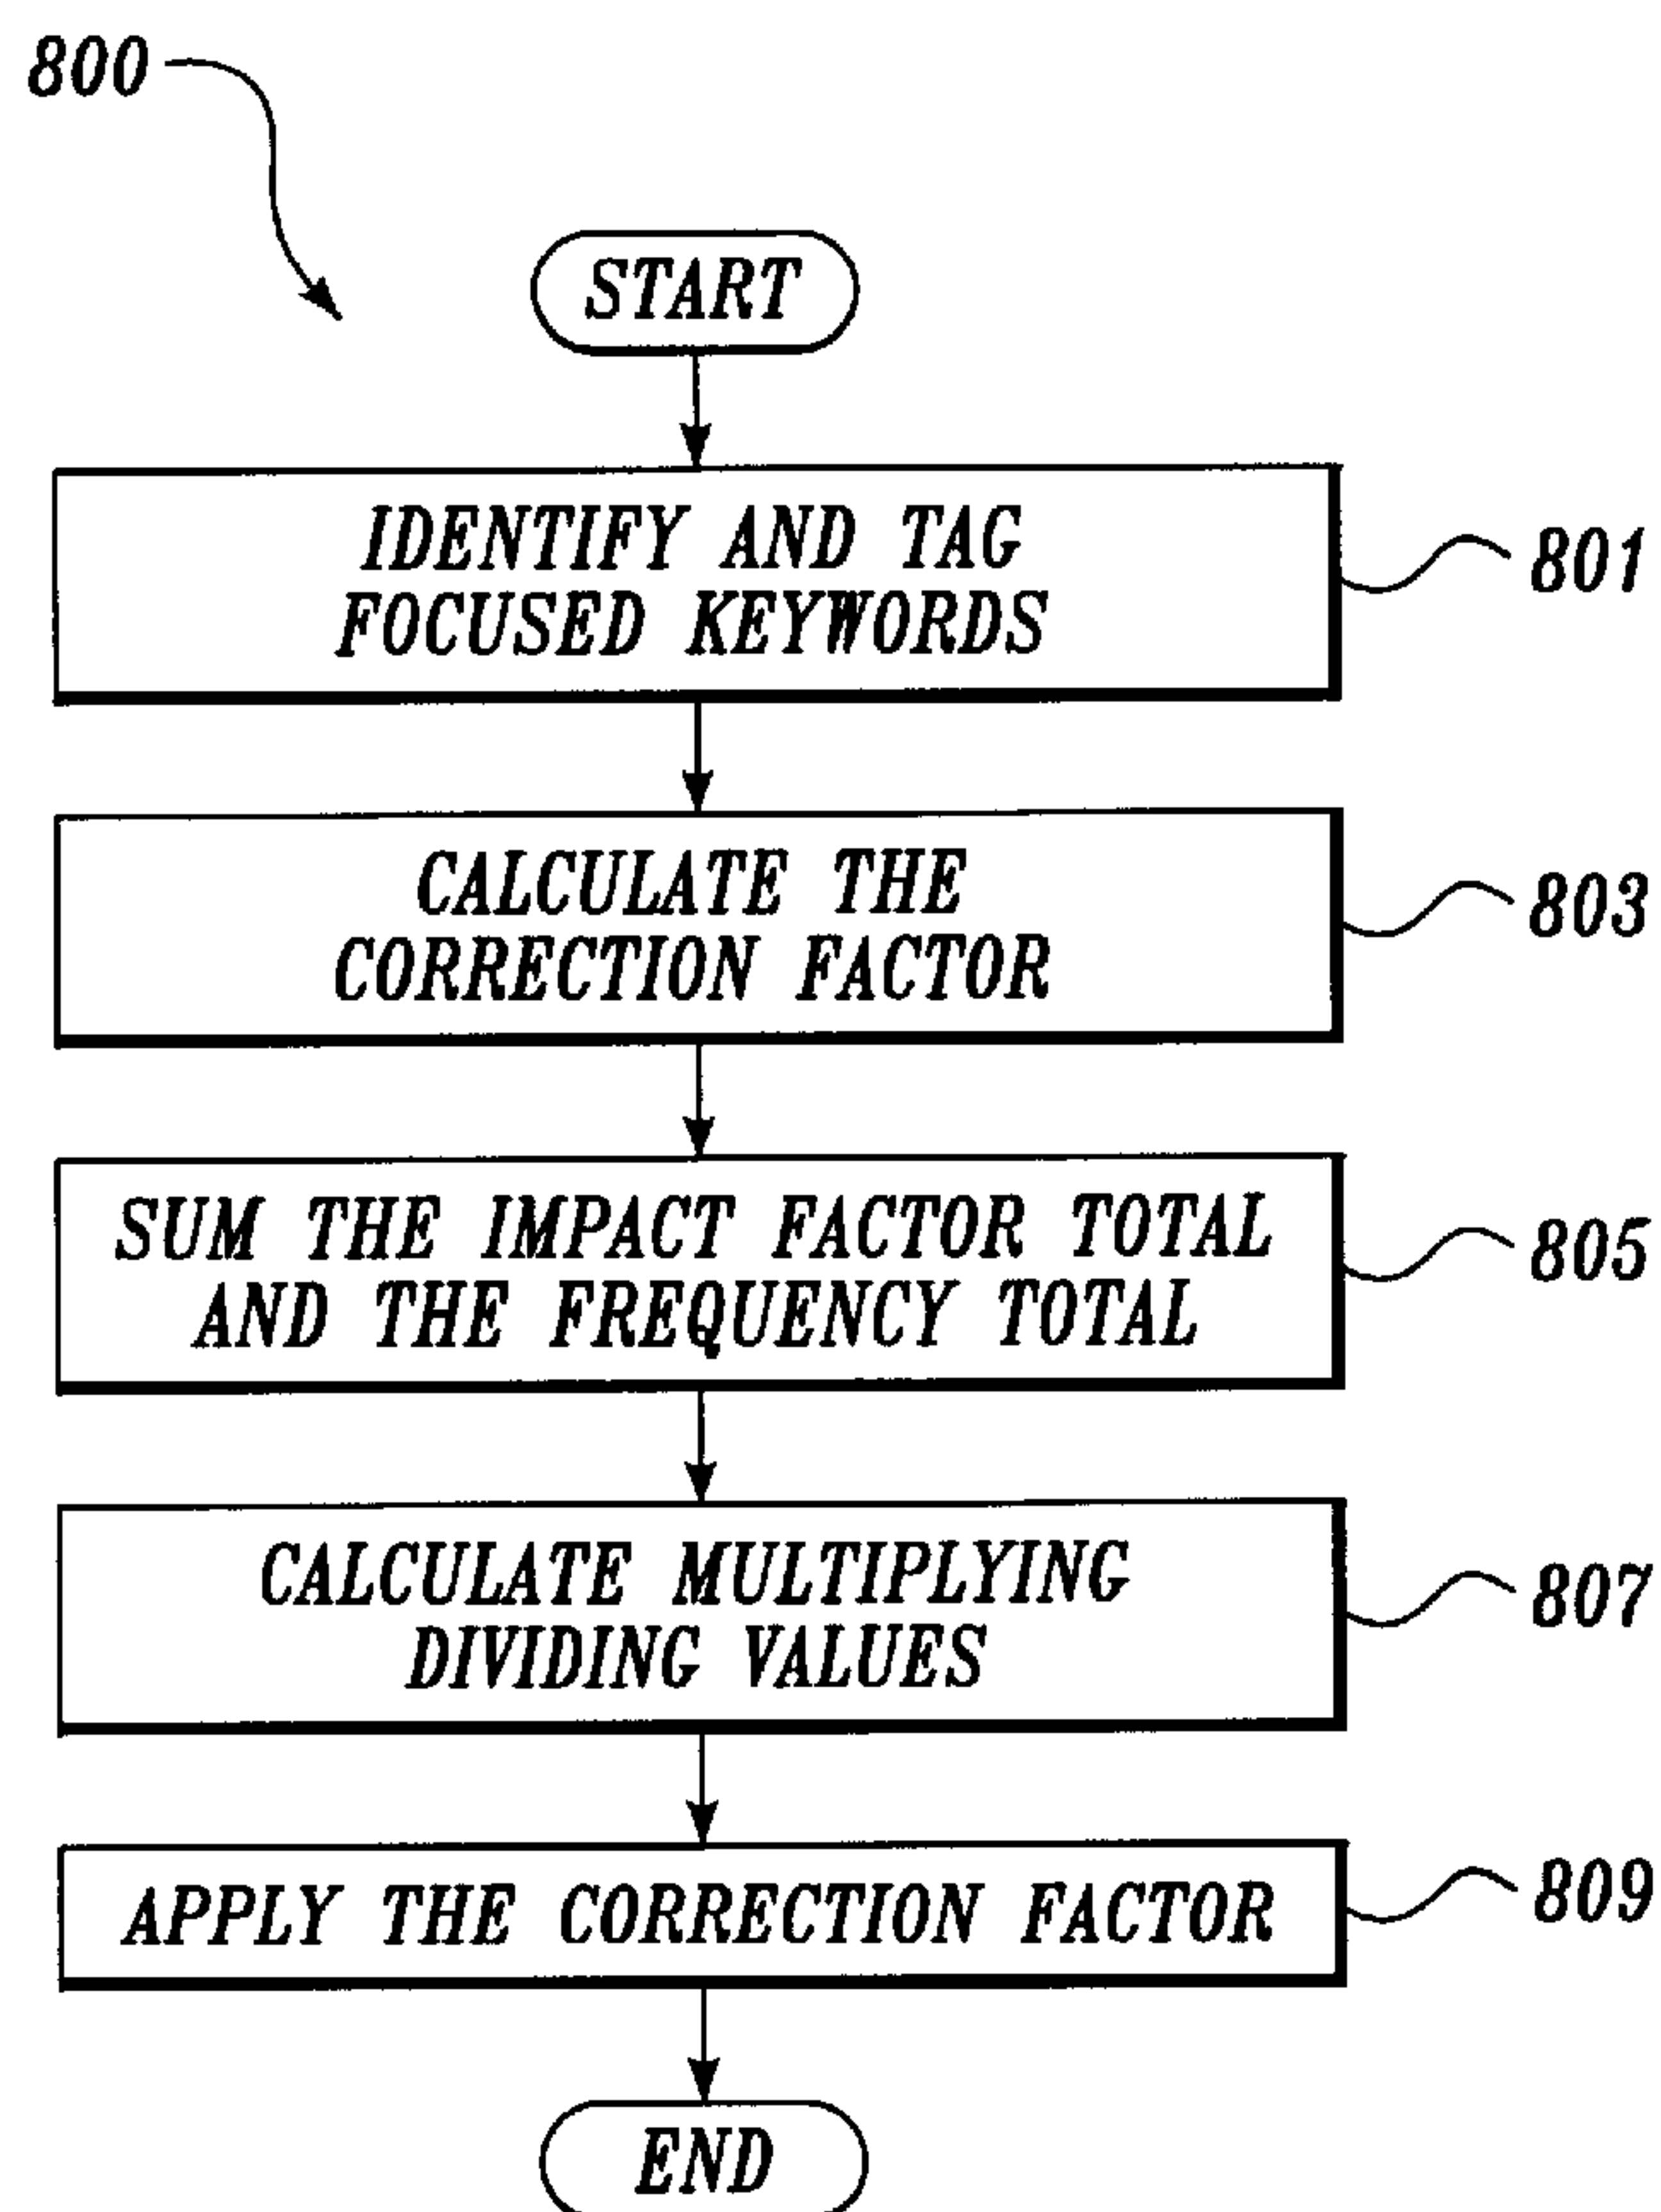 800
START
IDENTIFY AND TAG
FOCUSED KEYWORDS
801
CALCULATE THE
CORRECTION FACTOR
803
SUM THE IMPACT FACTOR TOTAL
AND THE FREQUENCY TOTAL
805
CALCULATE MULTIPLYING
DIVIDING VALUES
807
APPLY THE CORRECTION FACTOR
809
END